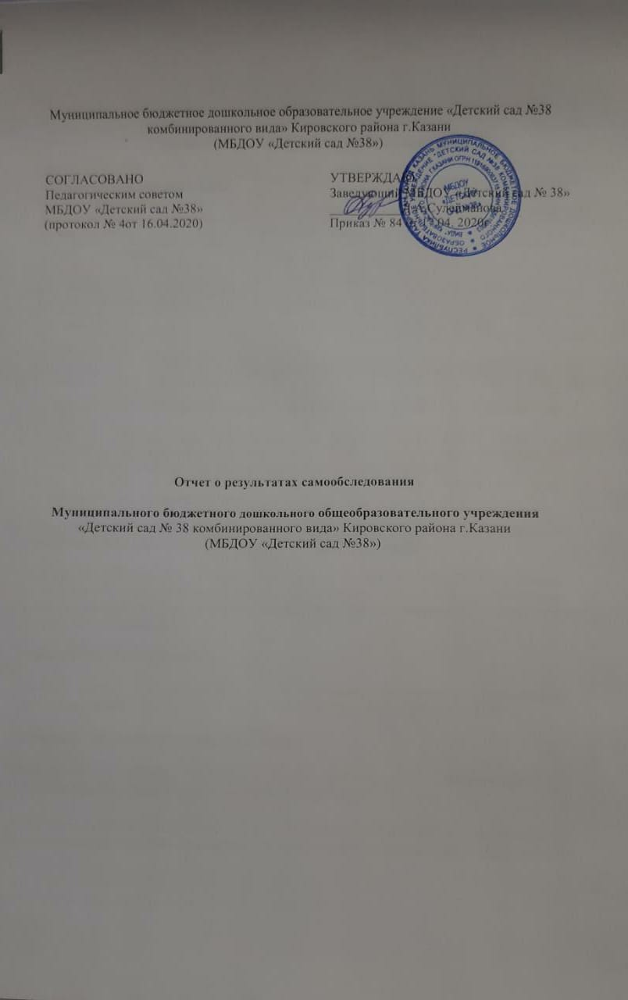 Муниципальное бюджетное дошкольное образовательное учреждение «Детский сад №38
комбинированного вида» Кировского района г.Казани
(МБДОУ «Детский сад №38»)
СОГЛАСОВАНО
Педагогическим советом
МБДОУ «Детский сад №38»
(протокол № 4от 16.04.2020)
УТВЕРЖДАЮ
Заведующий МБДОУ «Детский сад № 38»
Сулейманова
Приказ № 84 04. 2020г
МБДОУ
Отчет о результатах самообследования
Муниципального бюджетного дошкольного общеобразовательного учреждения
«Детский сад № 38 комбинированного вида» Кировского района г.Казани
(МБДОУ «Детский сад №38»)